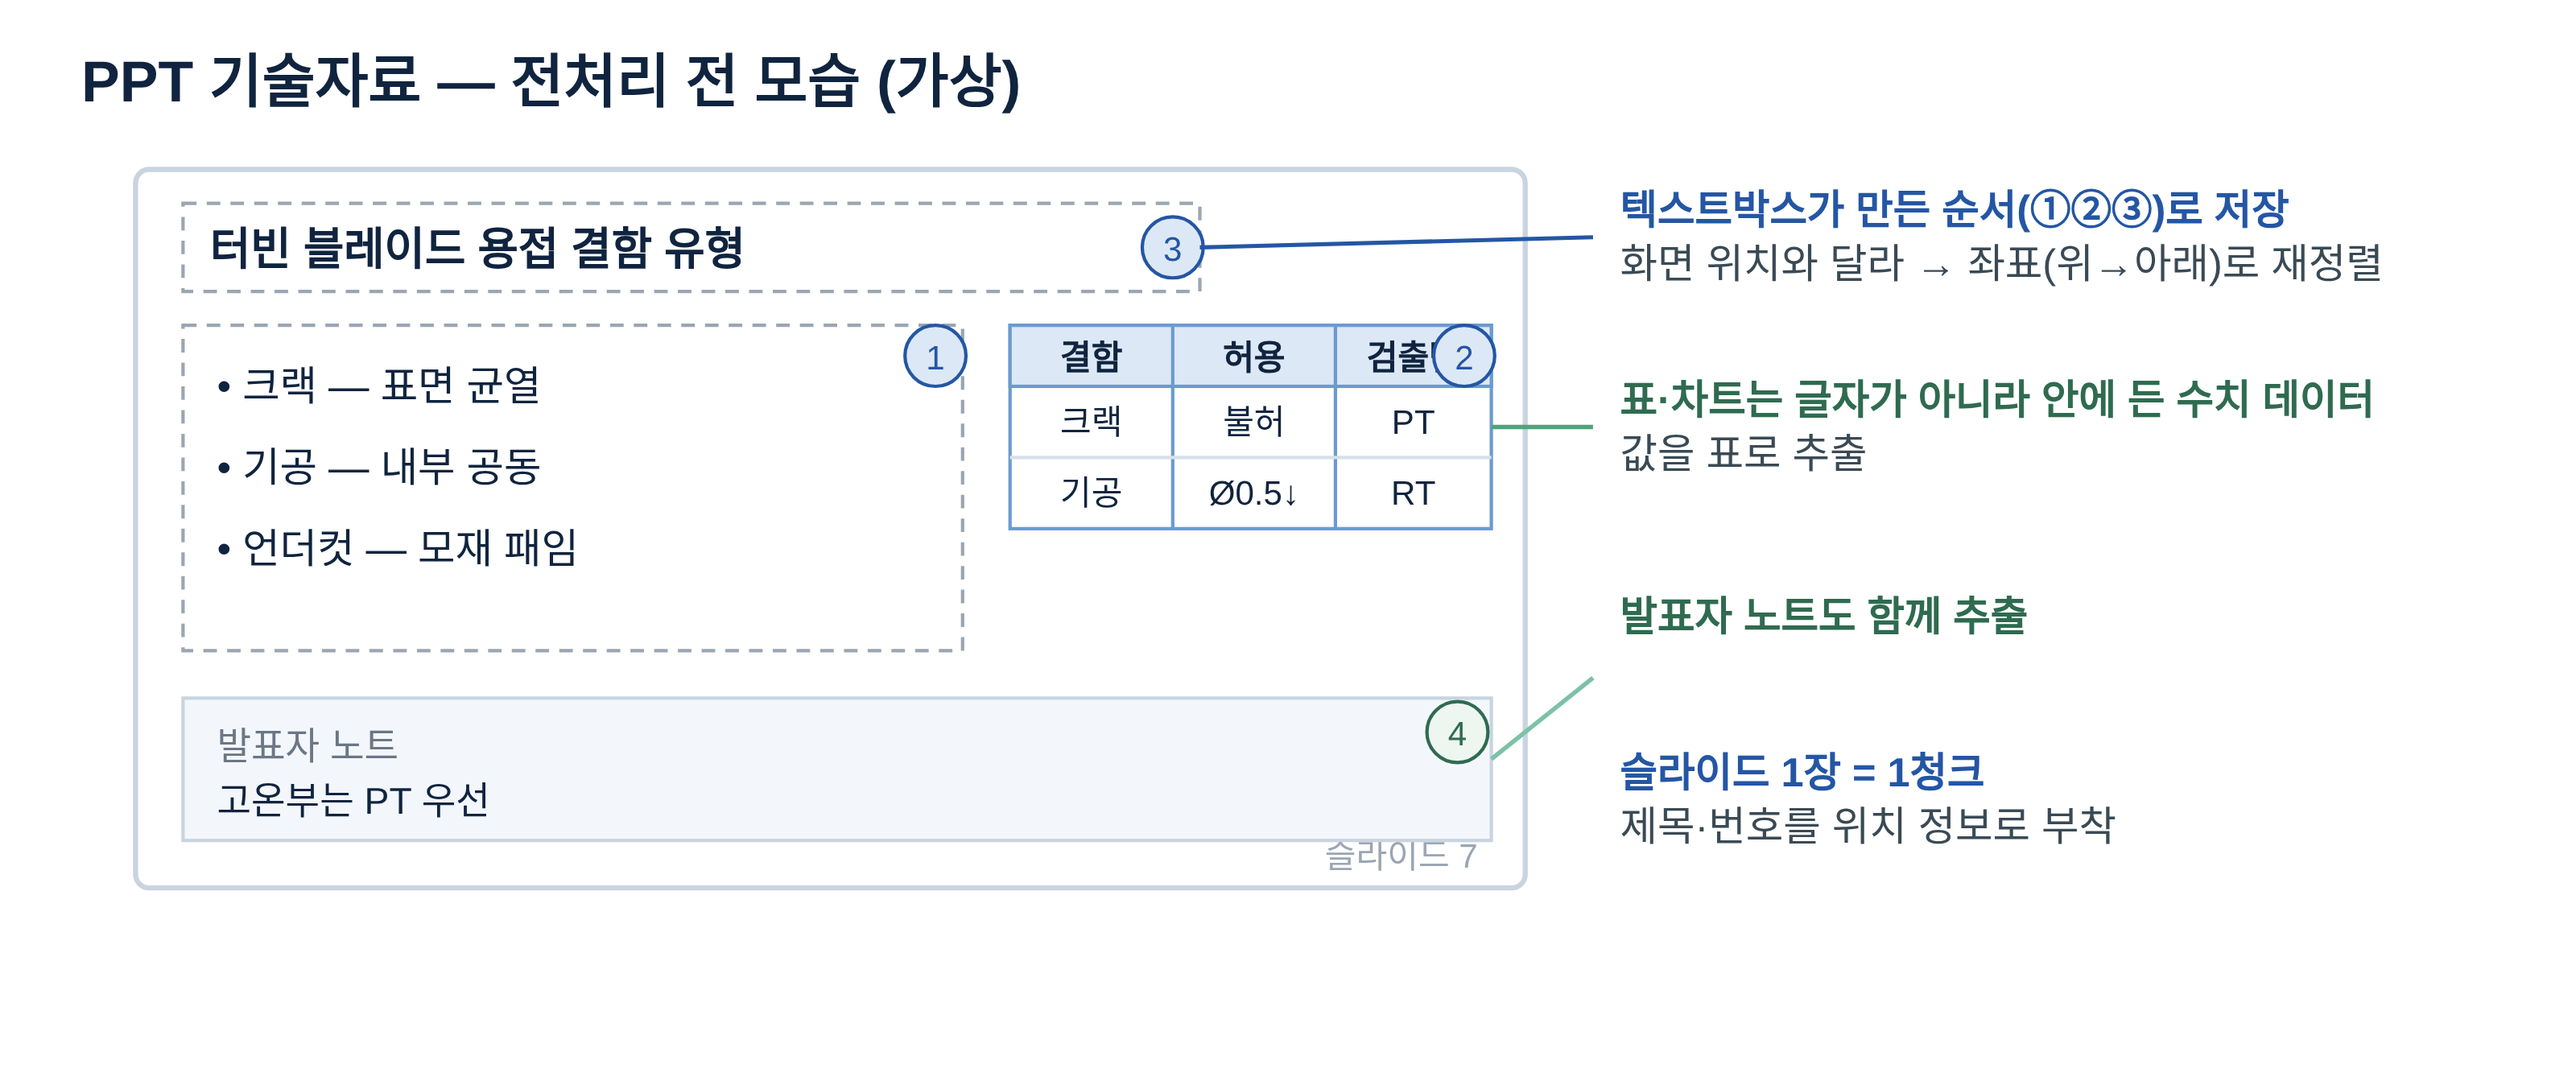 PPT 기술자료 — 전처리 전 모습 (가상)
터빈 블레이드 용접 결함 유형
3
텍스트박스가 만든 순서(①②③)로 저장
화면 위치와 달라 → 좌표(위→아래)로 재정렬
1
• 크랙 — 표면 균열
• 기공 — 내부 공동
• 언더컷 — 모재 패임
결함 허용 검출 2
크랙 불허 PT
기공 Ø0.5↓ RT
표·차트는 글자가 아니라 안에 든 수치 데이터
값을 표로 추출
발표자 노트도 함께 추출
발표자 노트
4
고온부는 PT 우선
슬라이드 7
슬라이드 1장 = 1청크
제목·번호를 위치 정보로 부착